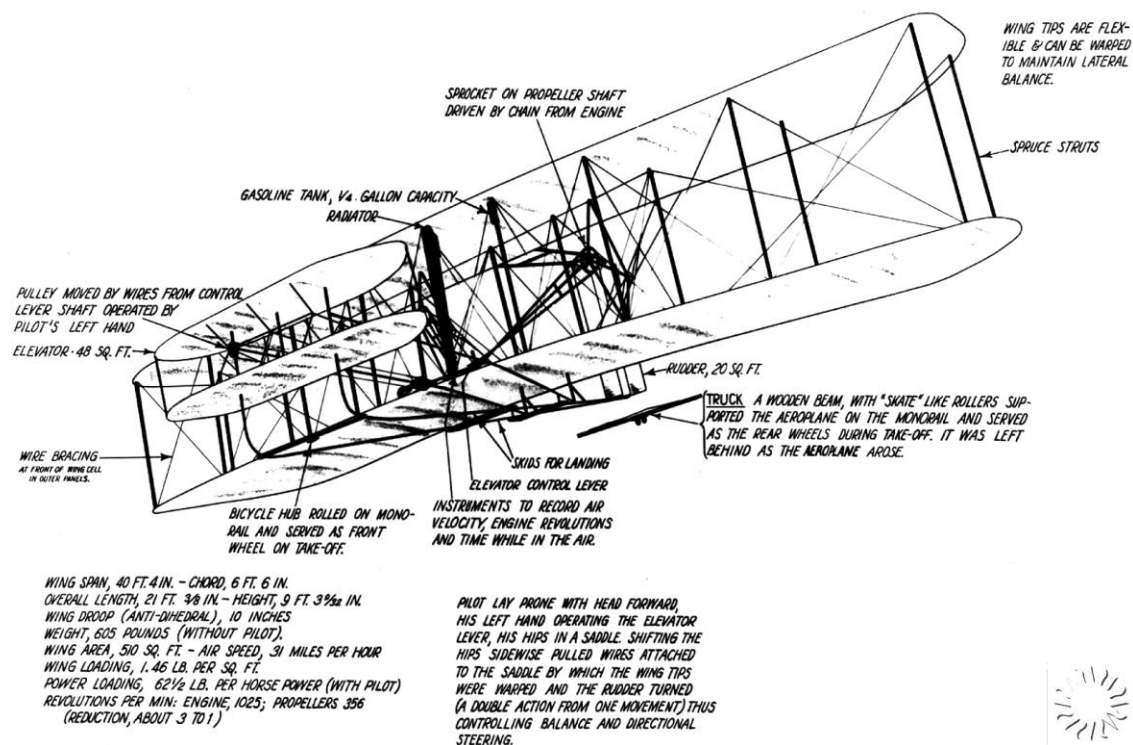 WING TIPS ARE FLEX-
IBLE & CAN BE WARPED
TO MAINTAIN LATERAL
BALANCE.
SPROCKET ON PROPELLER SHAFT
DRIVEN BY CHAIN FROM ENGINE
SPRUCE STRUTS
GASOLINE TANK, 1/4 GALLON CAPACITY
RADIATOR
PULLEY MOVED BY WIRES FROM CONTROL
LEVER SHAFT OPERATED BY
PILOT'S LEFT HAND
ELEVATOR - 48 SQ. FT.
RUDDER, 20 SQ. FT.
TRUCK A WOODEN BEAM, WITH "SKATE" LIKE ROLLERS SUP-
PORTED THE AEROPLANE ON THE MONORAIL AND SERVED
AS THE REAR WHEELS DURING TAKE-OFF. IT WAS LEFT
BEHIND AS THE AEROPLANE AROSE.
WIRE BRACING
AT FRONT OF WING CELL
IN OUTER PANELS.
SKIDS FOR LANDING
ELEVATOR CONTROL LEVER
BICYCLE HUB ROLLED ON MONO-
RAIL AND SERVED AS FRONT
WHEEL ON TAKE-OFF.
INSTRUMENTS TO RECORD AIR
VELOCITY, ENGINE REVOLUTIONS
AND TIME WHILE IN THE AIR.
WING SPAN, 40 FT. 4 IN. - CHORD, 6 FT. 6 IN.
OVERALL LENGTH, 21 FT. 3/8 IN. - HEIGHT, 9 FT. 3 9/32 IN.
WING DROOP (ANTI-DIHEDRAL), 10 INCHES
WEIGHT, 605 POUNDS (WITHOUT PILOT).
WING AREA, 510 SQ. FT. - AIR SPEED, 31 MILES PER HOUR
WING LOADING, 1.46 LB. PER SQ. FT.
POWER LOADING, 62 1/2 LB. PER HORSE POWER (WITH PILOT)
REVOLUTIONS PER MIN: ENGINE, 1025; PROPELLERS 356
(REDUCTION, ABOUT 3 TO 1)
PILOT LAY PRONE WITH HEAD FORWARD,
HIS LEFT HAND OPERATING THE ELEVATOR
LEVER, HIS HIPS IN A SADDLE. SHIFTING THE
HIPS SIDEWISE PULLED WIRES ATTACHED
TO THE SADDLE BY WHICH THE WING TIPS
WERE WARPED AND THE RUDDER TURNED
(A DOUBLE ACTION FROM ONE MOVEMENT) THUS
CONTROLLING BALANCE AND DIRECTIONAL
STEERING.